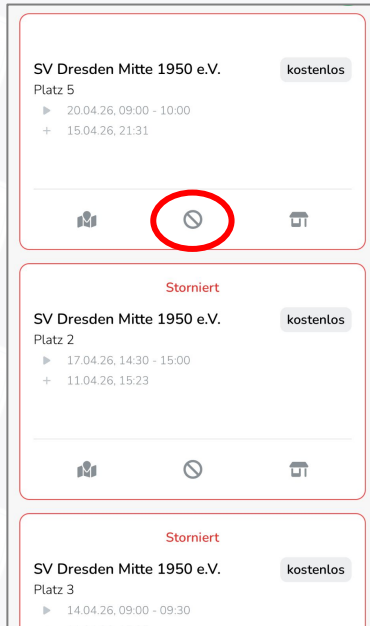 SV Dresden Mitte 1950 e.V. kostenlos
Platz 5
20.04.26, 09:00 - 10:00
15.04.26, 21:31
Storniert
SV Dresden Mitte 1950 e.V. kostenlos
Platz 2
17.04.26, 14:30 - 15:00
11.04.26, 15:23
Storniert
SV Dresden Mitte 1950 e.V. kostenlos
Platz 3
14.04.26, 09:00 - 09:30